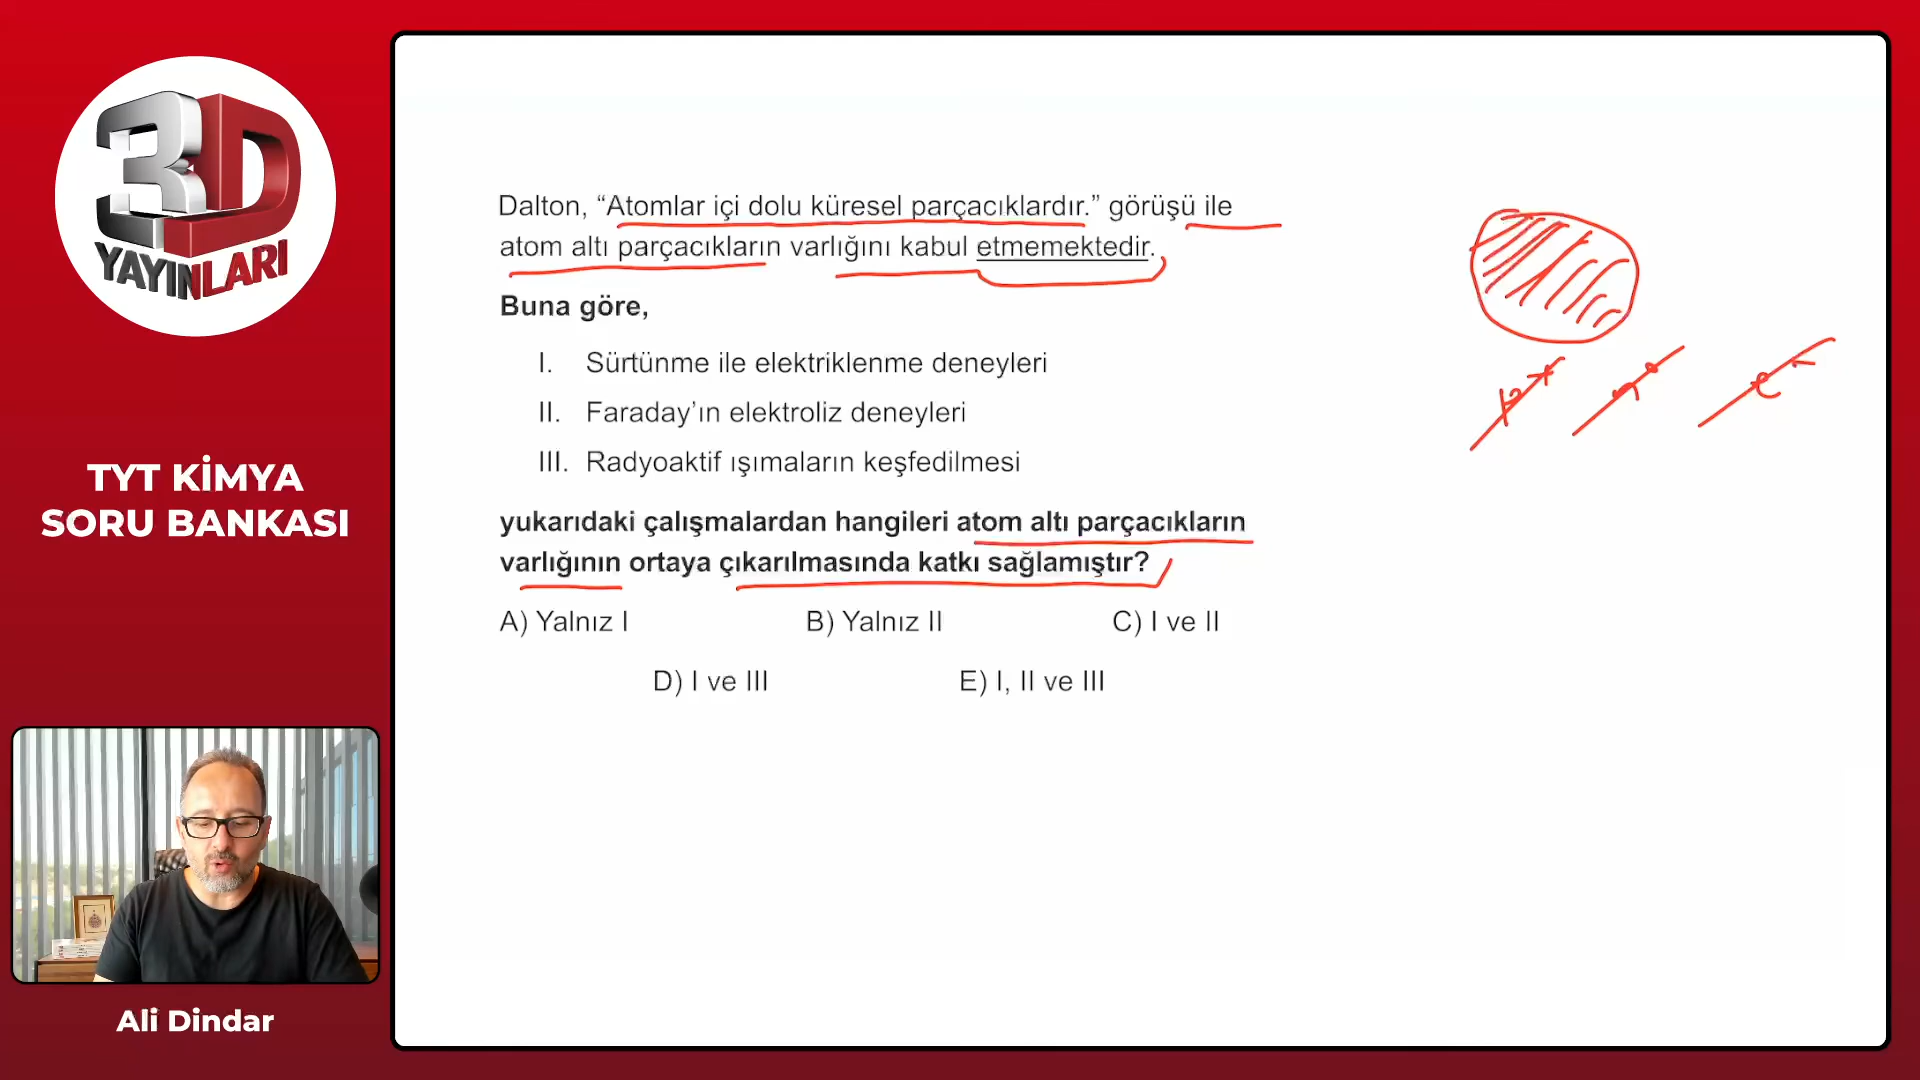 3D
YAYINLARI
TYT KİMYA
SORU BANKASI
Ali Dindar
Dalton, “Atomlar içi dolu küresel parçacıklardır.” görüşü ile
atom altı parçacıkların varlığını kabul etmemektedir.
Buna göre,
I. Sürtünme ile elektriklenme deneyleri
II. Faraday’ın elektroliz deneyleri
III. Radyoaktif ışımaların keşfedilmesi
yukarıdaki çalışmalardan hangileri atom altı parçacıkların
varlığının ortaya çıkarılmasında katkı sağlamıştır?
A) Yalnız I B) Yalnız II C) I ve II
D) I ve III E) I, II ve III
p+ n° e-